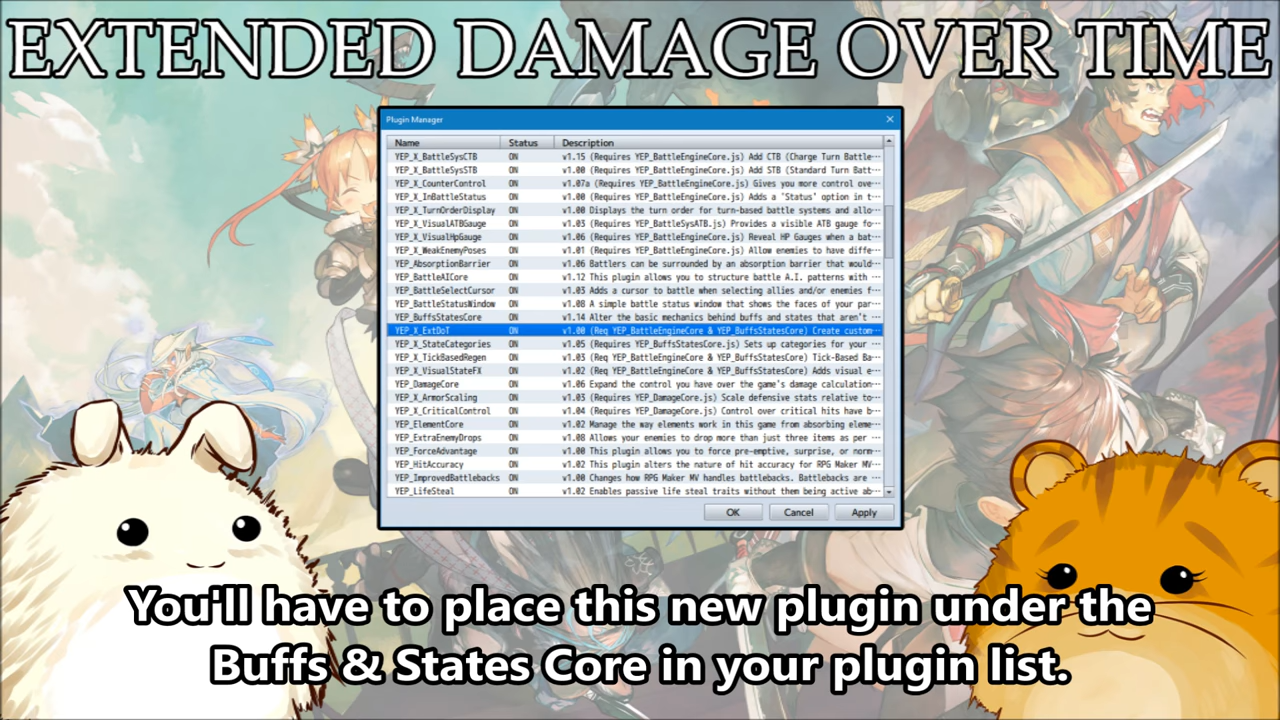 EXTENDED DAMAGE OVER TIME
Plugin Manager
Name Status Description
YEP_X_BattleSysCTB ON v1.15 (Requires YEP_BattleEngineCore.js) Add CTB (Charge Turn Battle···
YEP_X_BattleSysSTB ON v1.00 (Requires YEP_BattleEngineCore.js) Add STB (Standard Turn Batt···
YEP_X_CounterControl ON v1.07a (Requires YEP_BattleEngineCore.js) Gives you more control ove···
YEP_X_InBattleStatus ON v1.00 (Requires YEP_BattleEngineCore.js) Adds a 'Status' option in t···
YEP_X_TurnOrderDisplay ON v1.00 Displays the turn order for turn-based battle systems and allo···
YEP_X_VisualATBGauge ON v1.03 (Requires YEP_BattleSysATB.js) Provides a visible ATB gauge fo···
YEP_X_VisualHpGauge ON v1.06 (Requires YEP_BattleEngineCore.js) Reveal HP Gauges when a bat···
YEP_X_WeakEnemyPoses ON v1.01 (Requires YEP_BattleEngineCore.js) Allow enemies to have diffe···
YEP_AbsorptionBarrier ON v1.06 Battlers can be surrounded by an absorption barrier that would···
YEP_BattleAICore ON v1.12 This plugin allows you to structure battle A.I. patterns with ···
YEP_BattleSelectCursor ON v1.03 Adds a cursor to battle when selecting allies and/or enemies f···
YEP_BattleStatusWindow ON v1.08 A simple battle status window that shows the faces of your par···
YEP_BuffsStatesCore ON v1.14 Alter the basic mechanics behind buffs and states that aren't ···
YEP_X_ExtDoT ON v1.00 (Req YEP_BattleEngineCore & YEP_BuffsStatesCore) Create custom···
YEP_X_StateCategories ON v1.05 (Requires YEP_BuffsStatesCore.js) Sets up categories for your ···
YEP_X_TickBasedRegen ON v1.03 (Req YEP_BattleEngineCore & YEP_BuffsStatesCore) Tick-Based Ba···
YEP_X_VisualStateFX ON v1.02 (Req YEP_BattleEngineCore & YEP_BuffsStatesCore) Adds visual e···
YEP_DamageCore ON v1.06 Expand the control you have over the game's damage calculation···
YEP_X_ArmorScaling ON v1.03 (Requires YEP_DamageCore.js) Scale defensive stats relative to···
YEP_X_CriticalControl ON v1.04 (Requires YEP_DamageCore.js) Control over critical hits have b···
YEP_ElementCore ON v1.02 Manage the way elements work in this game from absorbing eleme···
YEP_ExtraEnemyDrops ON v1.08 Allows your enemies to drop more than just three items as per ···
YEP_ForceAdvantage ON v1.00 This plugin allows you to force pre-emptive, surprise, or norm···
YEP_HitAccuracy ON v1.02 This plugin alters the nature of hit accuracy for RPG Maker MV···
YEP_ImprovedBattlebacks ON v1.00 Changes how RPG Maker MV handles battlebacks. Battlebacks are ···
YEP_LifeSteal ON v1.02 Enables passive life steal traits without them being active ab···
OK Cancel Apply
You'll have to place this new plugin under the
Buffs & States Core in your plugin list.